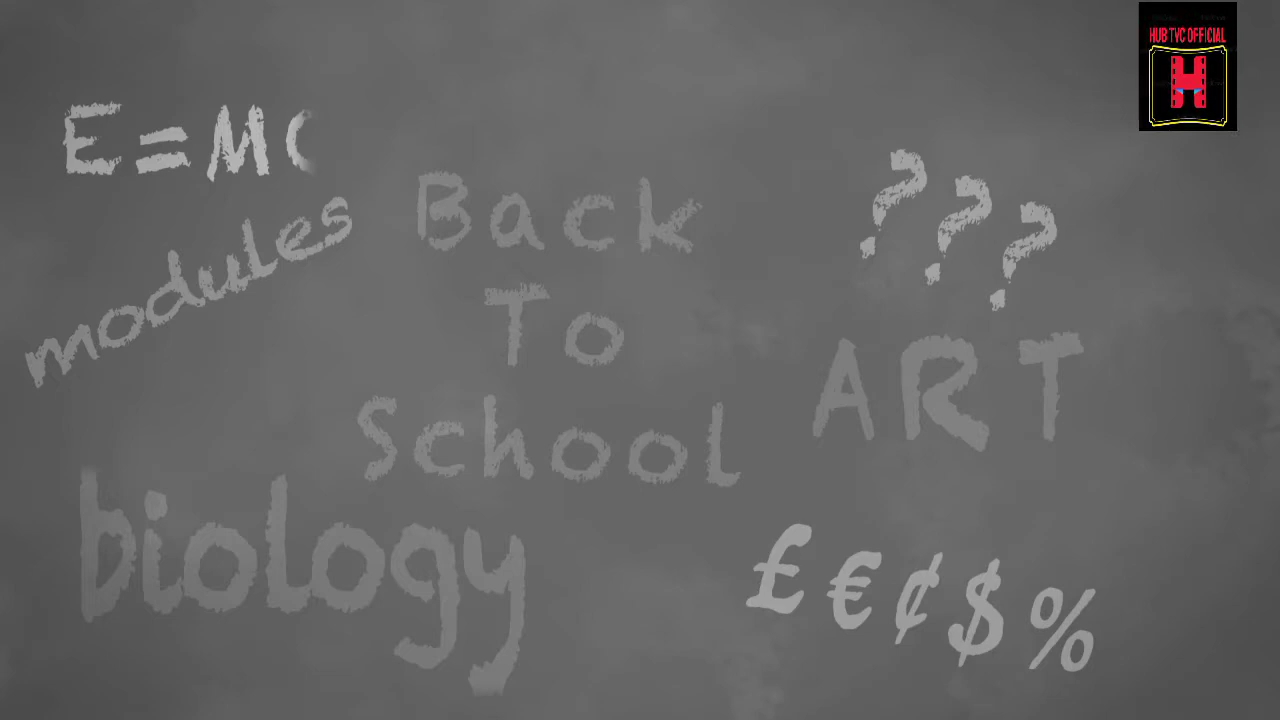 HUB TVC OFFICIAL
H
E=MC
modules
Back
To
School
???
ART
biology
£€¢$%